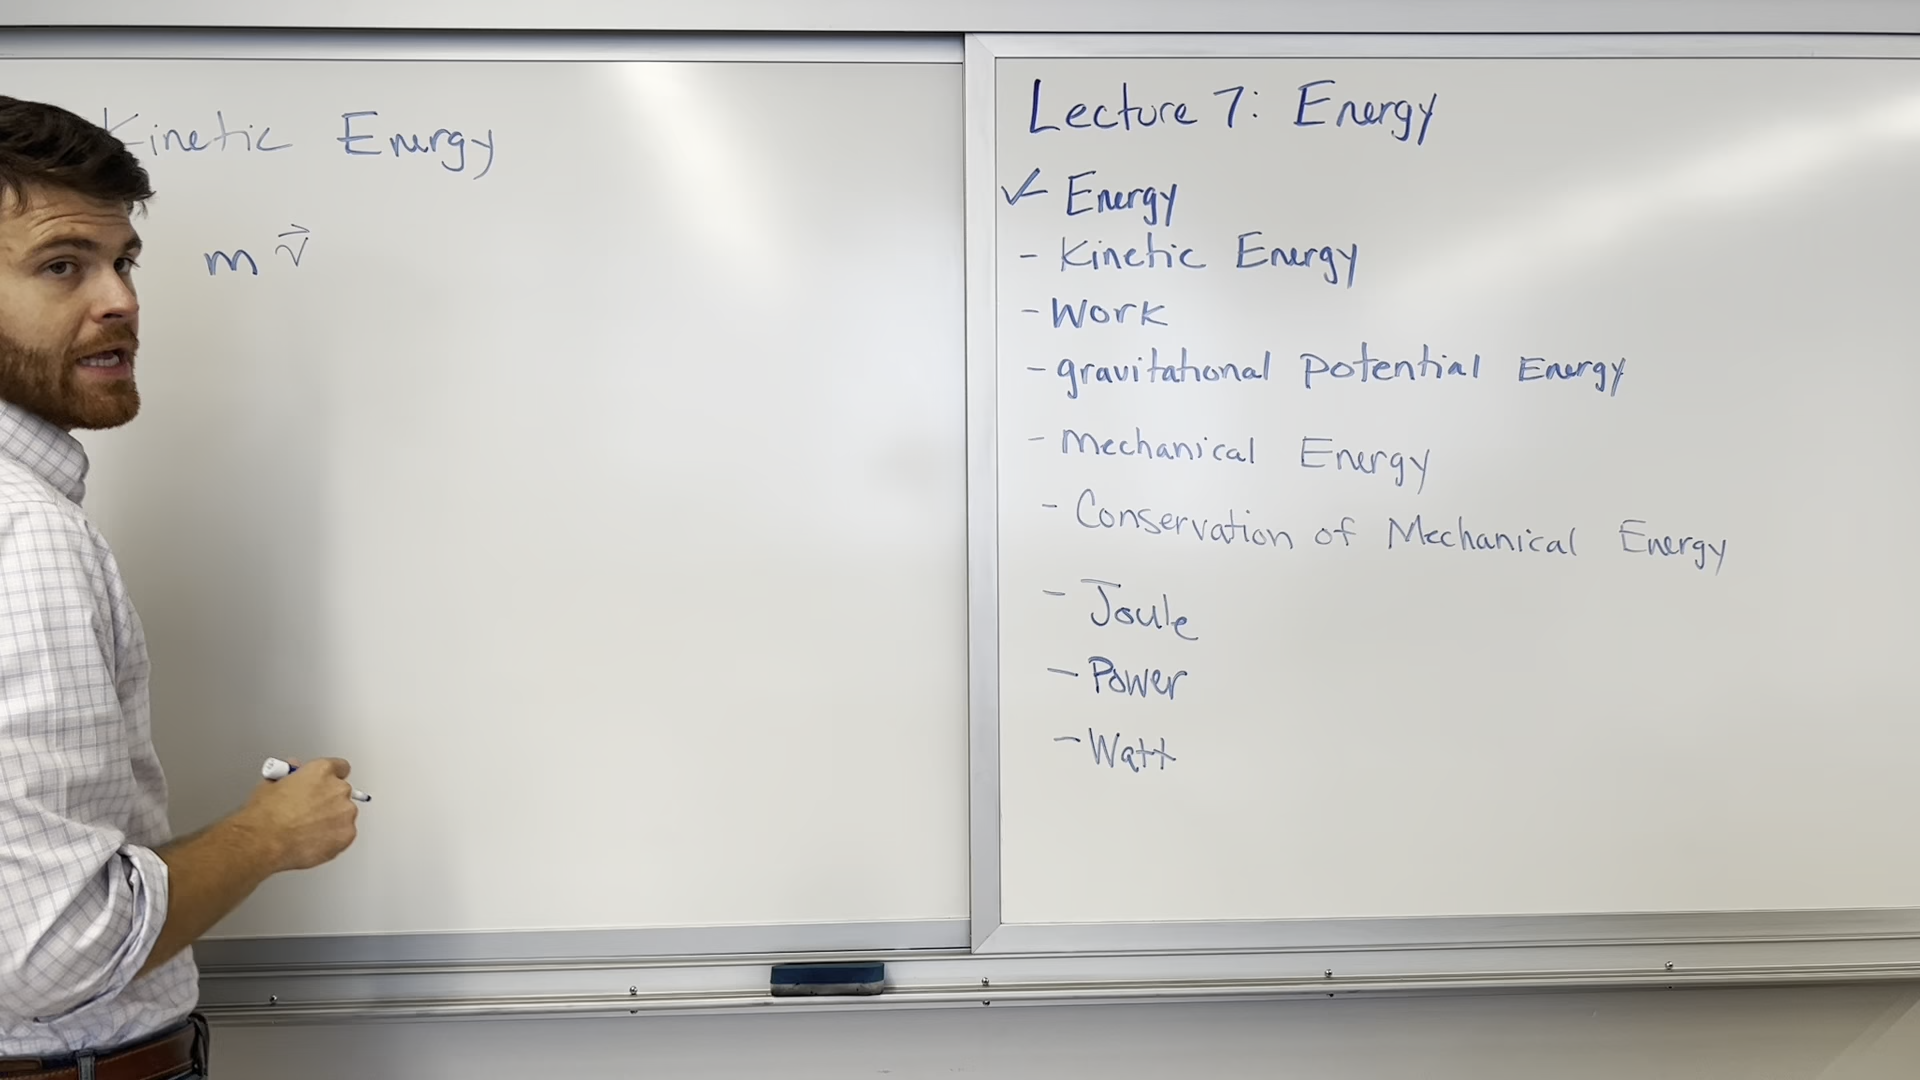 Kinetic Energy
m v⃗
Lecture 7: Energy
✓ Energy
- Kinetic Energy
- Work
- gravitational potential Energy
- Mechanical Energy
- Conservation of Mechanical Energy
- Joule
- Power
- Watt